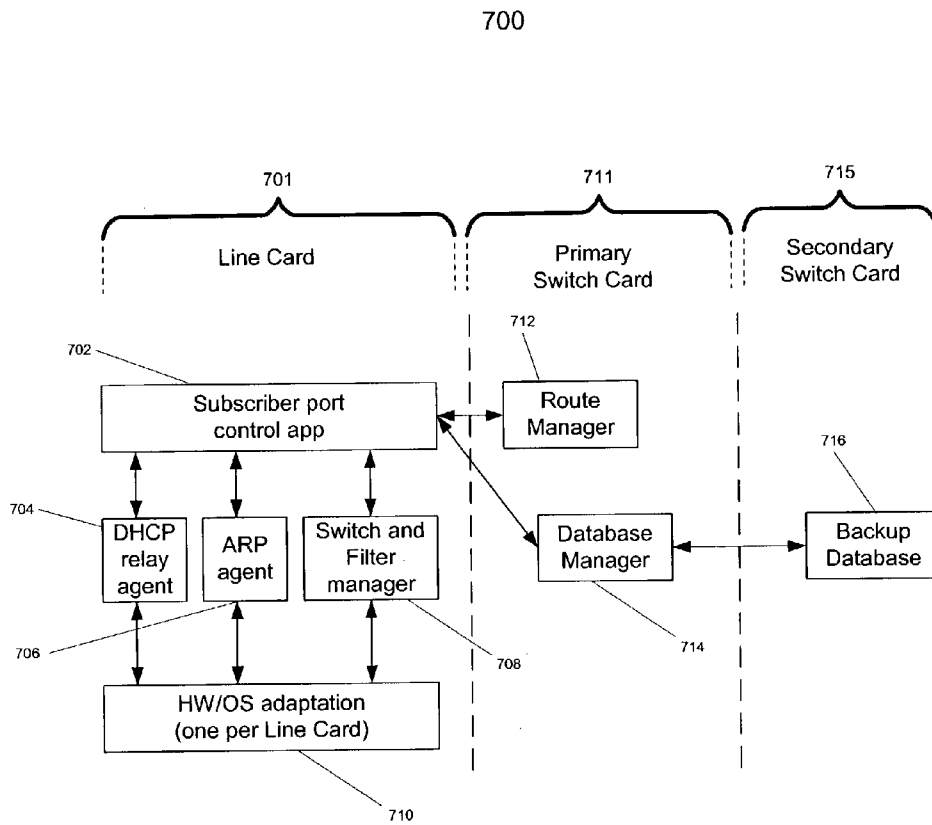 700
701
711
715
Line Card
Primary
Switch Card
Secondary
Switch Card
702
712
Subscriber port
control app
Route
Manager
716
704
DHCP
relay agent
ARP
agent
Switch and
Filter
manager
Database
Manager
Backup
Database
706
708
714
HW/OS adaptation
(one per Line Card)
710